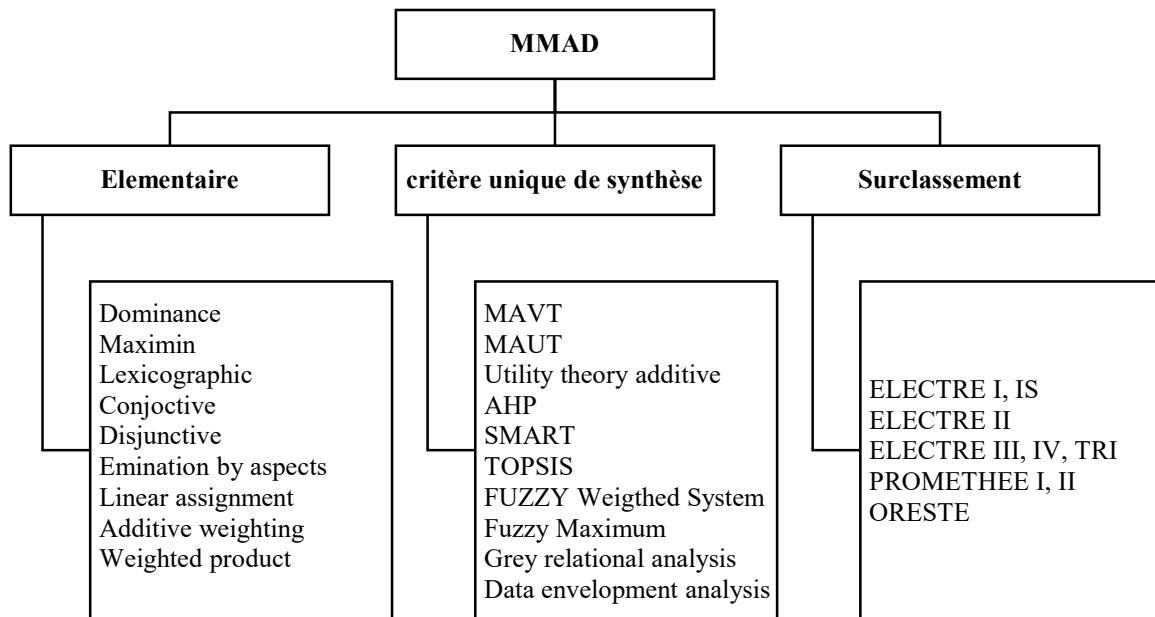 MMAD
Elementaire
critère unique de synthèse
Surclassement
Dominance
Maximin
Lexicographic
Conjoctive
Disjunctive
Emination by aspects
Linear assignment
Additive weighting
Weighted product
MAVT
MAUT
Utility theory additive
AHP
SMART
TOPSIS
FUZZY Weigthed System
Fuzzy Maximum
Grey relational analysis
Data envelopment analysis
ELECTRE I, IS
ELECTRE II
ELECTRE III, IV, TRI
PROMETHEE I, II
ORESTE